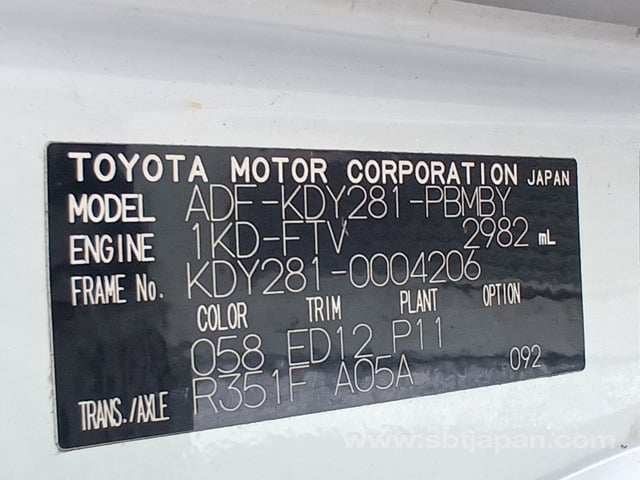 TOYOTA MOTOR CORPORATION JAPAN
MODEL ADF-KDY281-PBMBY
ENGINE 1KD-FTV 2982 mL
FRAME No. KDY281-0004206
COLOR TRIM PLANT OPTION
058 ED12 P11
TRANS./AXLE R351F A05A 092
www.sbtjapan.com